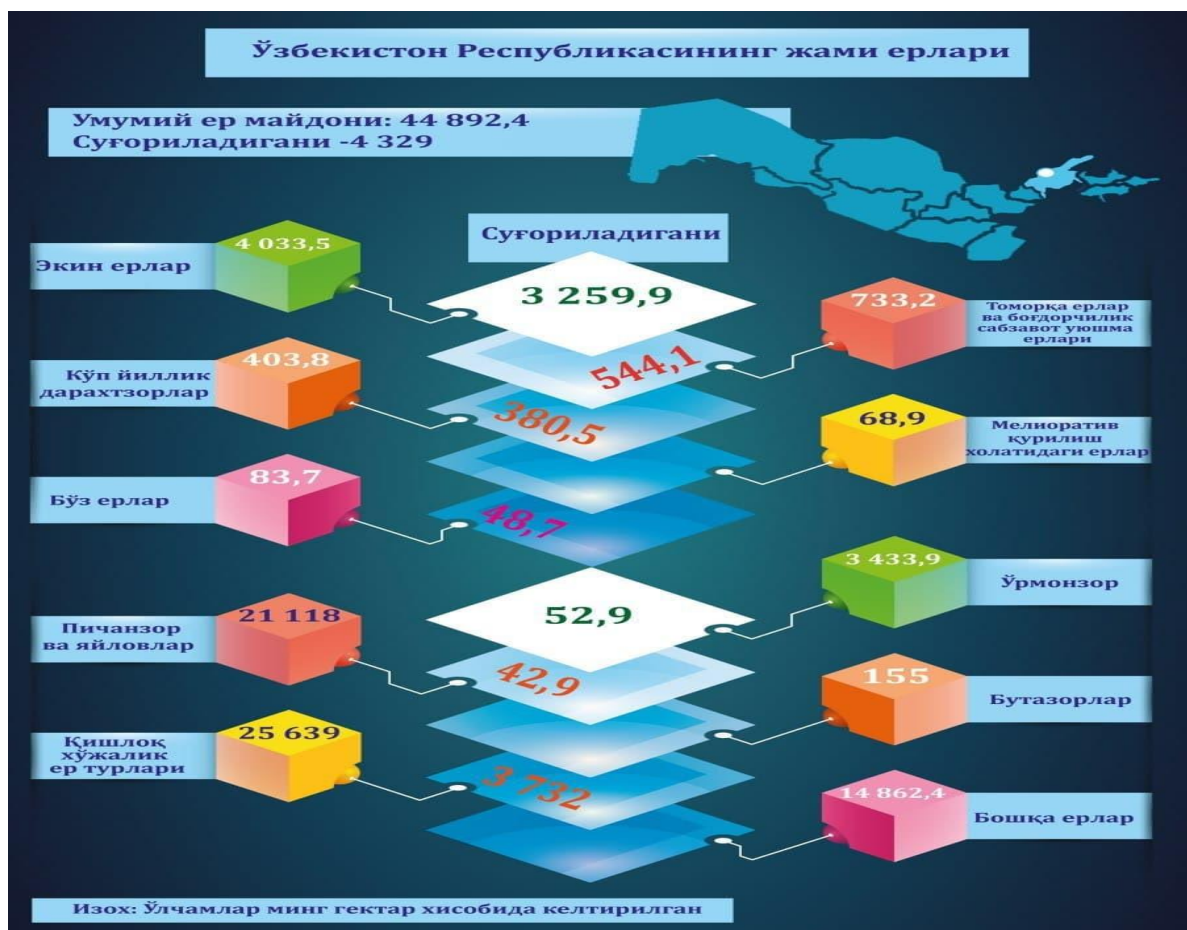 Ўзбекистон Республикасининг жами ерлари
Умумий ер майдони: 44 892,4
Суғориладигани -4 329
Суғориладигани
4 033,5
Экин ерлар
3 259,9
733,2
Томорқа ерлар
ва боғдорчилик
сабзавот уюшма
ерлари
544,1
403,8
Кўп йиллик
дарахтзорлар
380,5
68,9
Мелиоратив
қурилиш
холатидаги ерлар
83,7
Бўз ерлар
48,7
3 433,9
Ўрмонзор
52,9
21 118
Пичанзор
ва яйловлар
42,9
155
Бутазорлар
25 639
Қишлоқ
хўжалик
ер турлари
3 732
14 862,4
Бошқа ерлар
Изох: Ўлчамлар минг гектар хисобида келтирилган